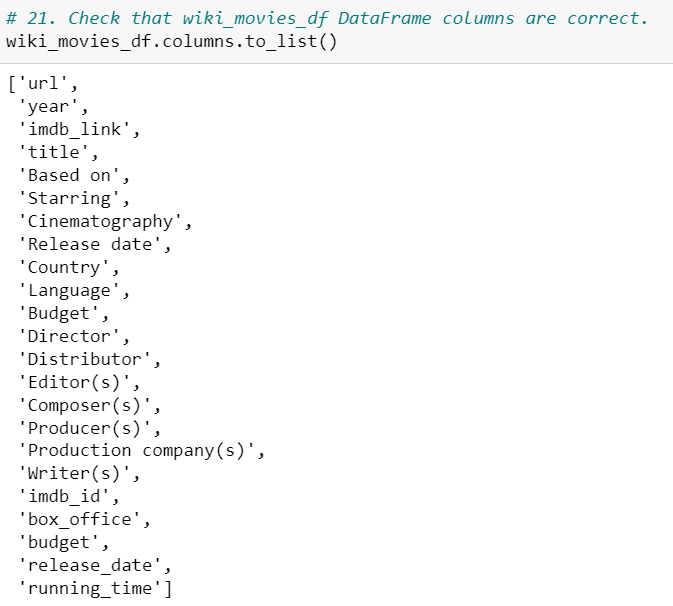 # 21. Check that wiki_movies_df DataFrame columns are correct.
wiki_movies_df.columns.to_list()
['url',
'year',
'imdb_link',
'title',
'Based on',
'Starring',
'Cinematography',
'Release date',
'Country',
'Language',
'Budget',
'Director',
'Distributor',
'Editor(s)',
'Composer(s)',
'Producer(s)',
'Production company(s)',
'Writer(s)',
'imdb_id',
'box_office',
'budget',
'release_date',
'running_time']